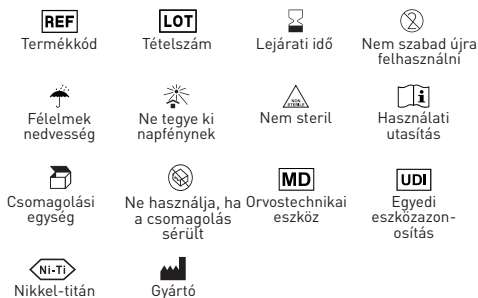 REF
LOT
Termékkód
Tételszám
Lejárati idő
Nem szabad újra
felhasználni
2
NON
STERILE
i
Félelmek
nedvesség
Ne tegye ki
napfénynek
Nem steril
Használati
utasítás
MD
UDI
Csomagolási
egység
Ne használja, ha
a csomagolás
sérült
Orvostechnikai
eszköz
Egyedi
eszközazon-
osítás
Ni-Ti
Nikkel-titán
Gyártó